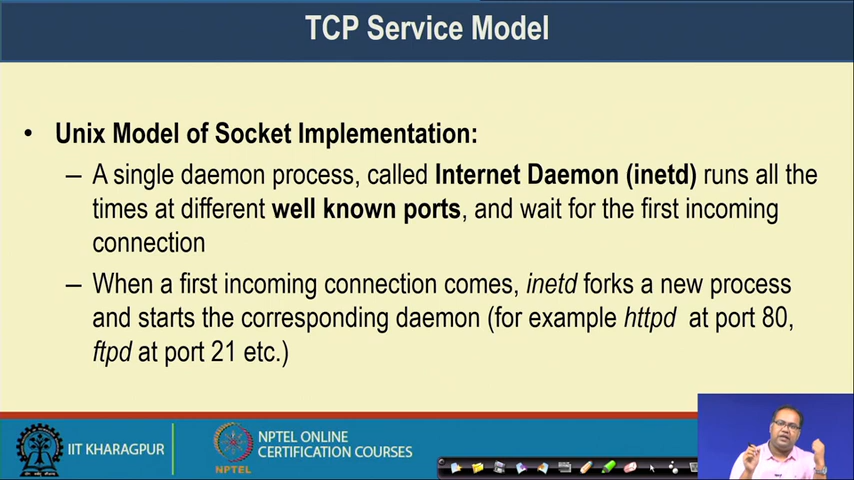 TCP Service Model
• Unix Model of Socket Implementation:
– A single daemon process, called Internet Daemon (inetd) runs all the
times at different well known ports, and wait for the first incoming
connection
– When a first incoming connection comes, inetd forks a new process
and starts the corresponding daemon (for example httpd at port 80,
ftpd at port 21 etc.)
IIT KHARAGPUR
NPTEL
NPTEL ONLINE
CERTIFICATION COURSES